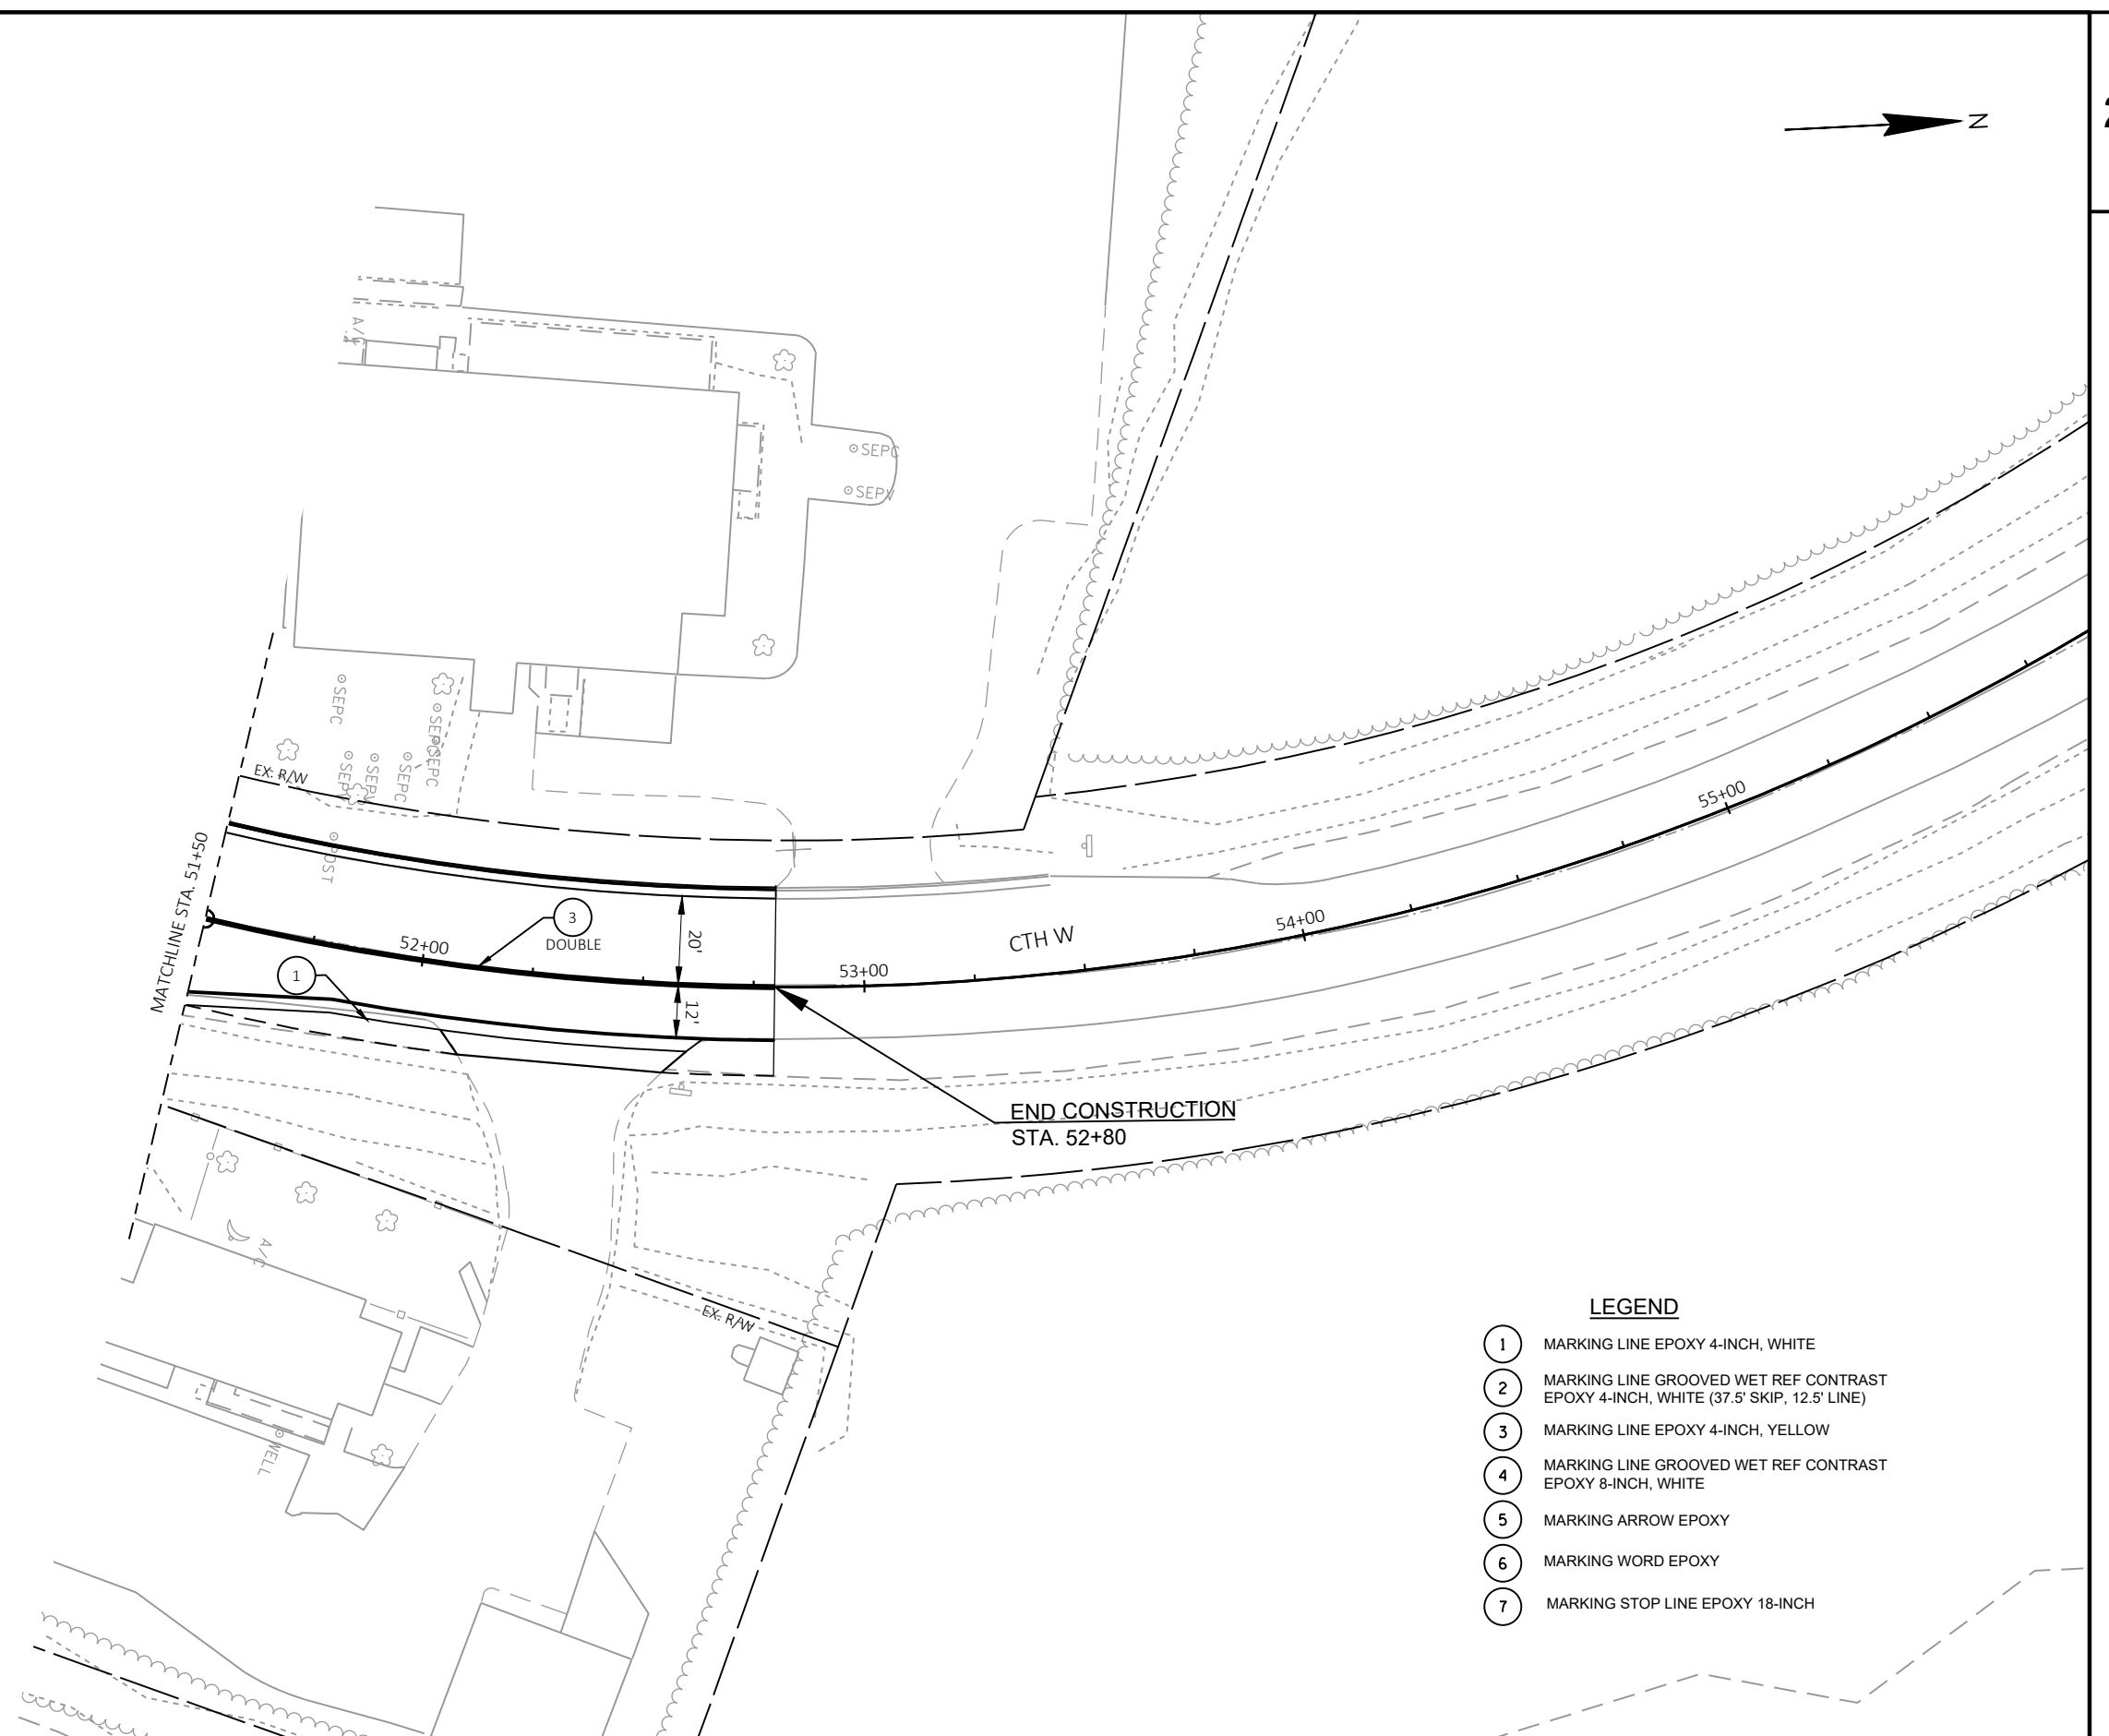 N
A/C
SEPC
SEPV
SEPC
SEPC
SEPC
SEPV
SEPV
SEPC
EX. R/W
POST
MATCHLINE STA. 51+50
3
DOUBLE
52+00
20'
1
12'
53+00
CTH W
54+00
55+00
END CONSTRUCTION
STA. 52+80
A/C
EX. R/W
WELL
LEGEND
1 MARKING LINE EPOXY 4-INCH, WHITE
2 MARKING LINE GROOVED WET REF CONTRAST
EPOXY 4-INCH, WHITE (37.5' SKIP, 12.5' LINE)
3 MARKING LINE EPOXY 4-INCH, YELLOW
4 MARKING LINE GROOVED WET REF CONTRAST
EPOXY 8-INCH, WHITE
5 MARKING ARROW EPOXY
6 MARKING WORD EPOXY
7 MARKING STOP LINE EPOXY 18-INCH